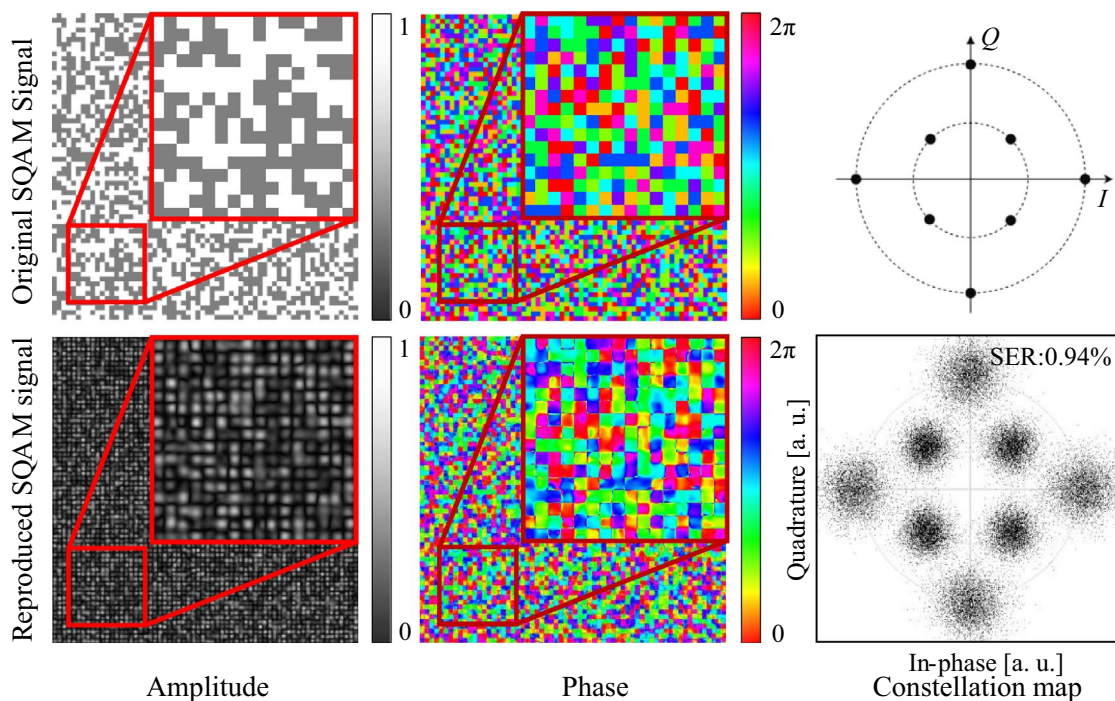 Original SQAM Signal
1
0
2π
0
Q
I
Reproduced SQAM signal
1
0
2π
0
Quadrature [a. u.]
SER:0.94%
In-phase [a. u.]
Amplitude
Phase
Constellation map